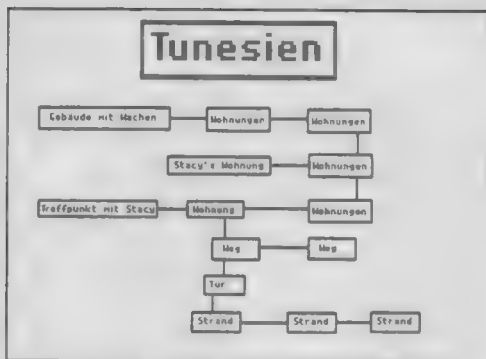 Tunesien
Gebäude mit Wachen
Wohnungen
Wohnungen
Stacy's Wohnung
Wohnungen
Treffpunkt mit Stacy
Wohnung
Wohnungen
Weg
Weg
Tür
Strand
Strand
Strand